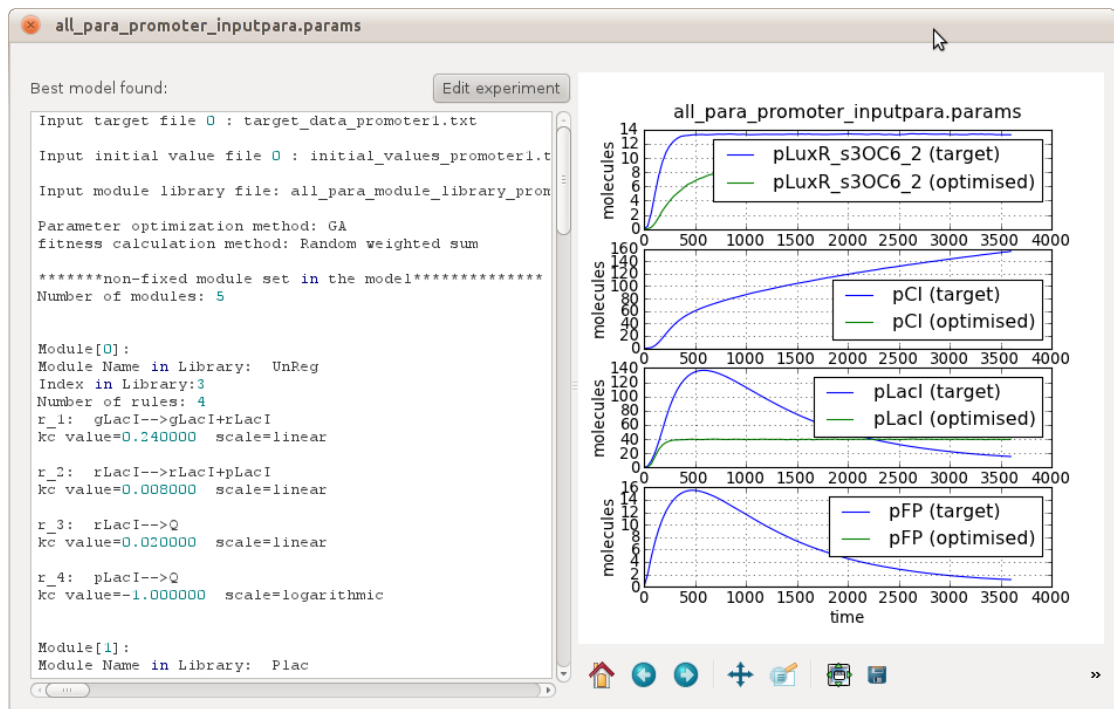 all_para_promoter_inputpara.params
Best model found:
Edit experiment
Input target file 0 : target_data_promoter1.txt
Input initial value file 0 : initial_values_promoter1.t
Input module library file: all_para_module_library_prom
Parameter optimization method: GA
fitness calculation method: Random weighted sum
*******non-fixed module set in the model**************
Number of modules: 5
Module[0]:
Module Name in Library:  UnReg
Index in Library:3
Number of rules: 4
r_1:  gLacI-->gLacI+rLacI
kc value=0.240000  scale=linear
r_2:  rLacI-->rLacI+pLacI
kc value=0.008000  scale=linear
r_3:  rLacI-->Q
kc value=0.020000  scale=linear
r_4:  pLacI-->Q
kc value=-1.000000  scale=logarithmic
Module[1]:
Module Name in Library:  Plac
all_para_promoter_inputpara.params
molecules
14
12
10
8
6
4
2
0
pLuxR_s3OC6_2 (target)
pLuxR_s3OC6_2 (optimised)
0 500 1000 1500 2000 2500 3000 3500 4000
molecules
160
140
120
100
80
60
40
20
0
pCI (target)
pCI (optimised)
0 500 1000 1500 2000 2500 3000 3500 4000
molecules
140
120
100
80
60
40
20
0
pLacI (target)
pLacI (optimised)
0 500 1000 1500 2000 2500 3000 3500 4000
molecules
16
14
12
10
8
6
4
2
0
pFP (target)
pFP (optimised)
0 500 1000 1500 2000 2500 3000 3500 4000
time
»